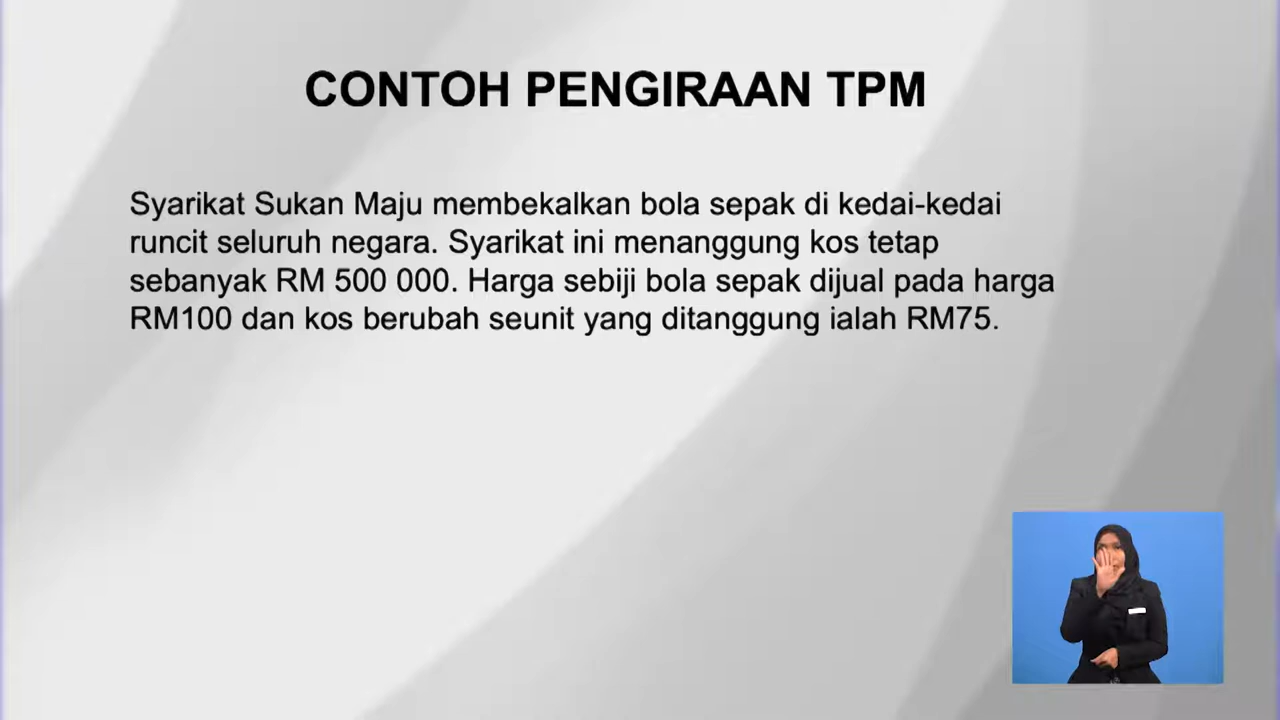 CONTOH PENGIRAAN TPM
Syarikat Sukan Maju membekalkan bola sepak di kedai-kedai
runcit seluruh negara. Syarikat ini menanggung kos tetap
sebanyak RM 500 000. Harga sebiji bola sepak dijual pada harga
RM100 dan kos berubah seunit yang ditanggung ialah RM75.